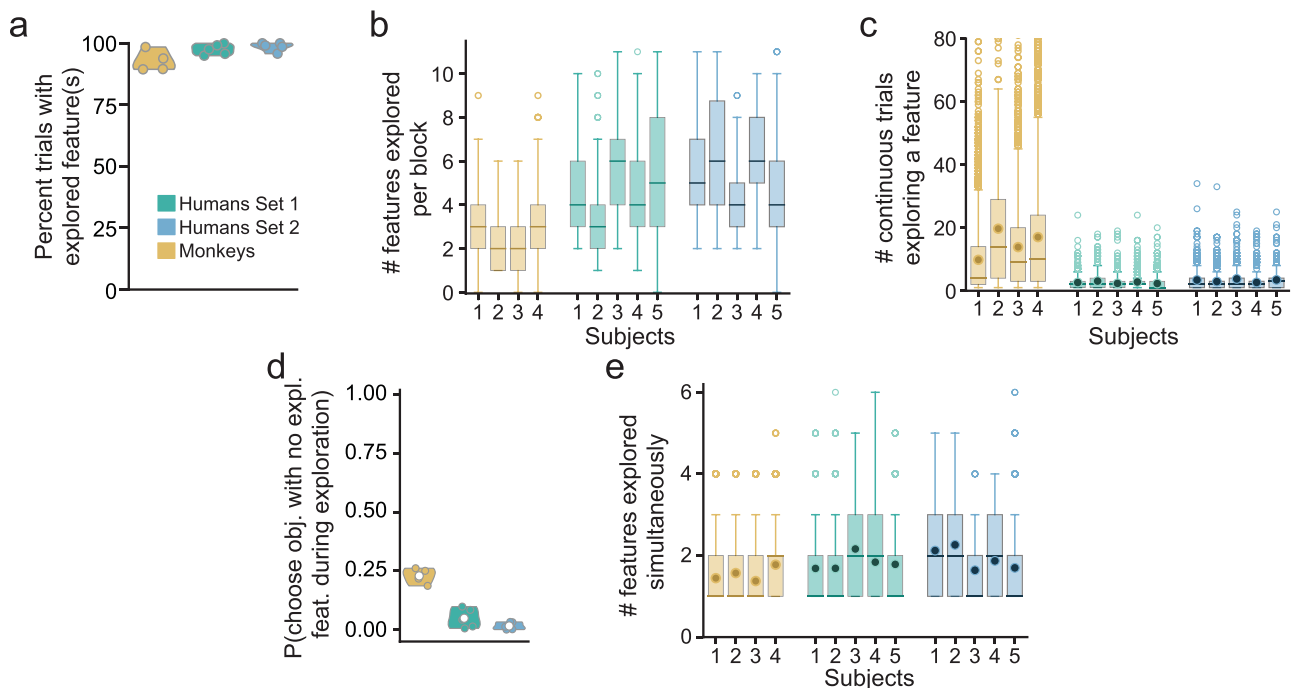 a
Percent trials with
explored feature(s)
100
75
50
25
0
Humans Set 1
Humans Set 2
Monkeys
b
# features explored
per block
10
8
6
4
2
0
1 2 3 4 1 2 3 4 5 1 2 3 4 5
Subjects
c
# continuous trials
exploring a feature
80
60
40
20
0
1 2 3 4 1 2 3 4 5 1 2 3 4 5
Subjects
d
P(choose obj. with no expl.
feat. during exploration)
1.00
0.75
0.50
0.25
0.00
e
# features explored
simultaneously
6
4
2
0
1 2 3 4 1 2 3 4 5 1 2 3 4 5
Subjects